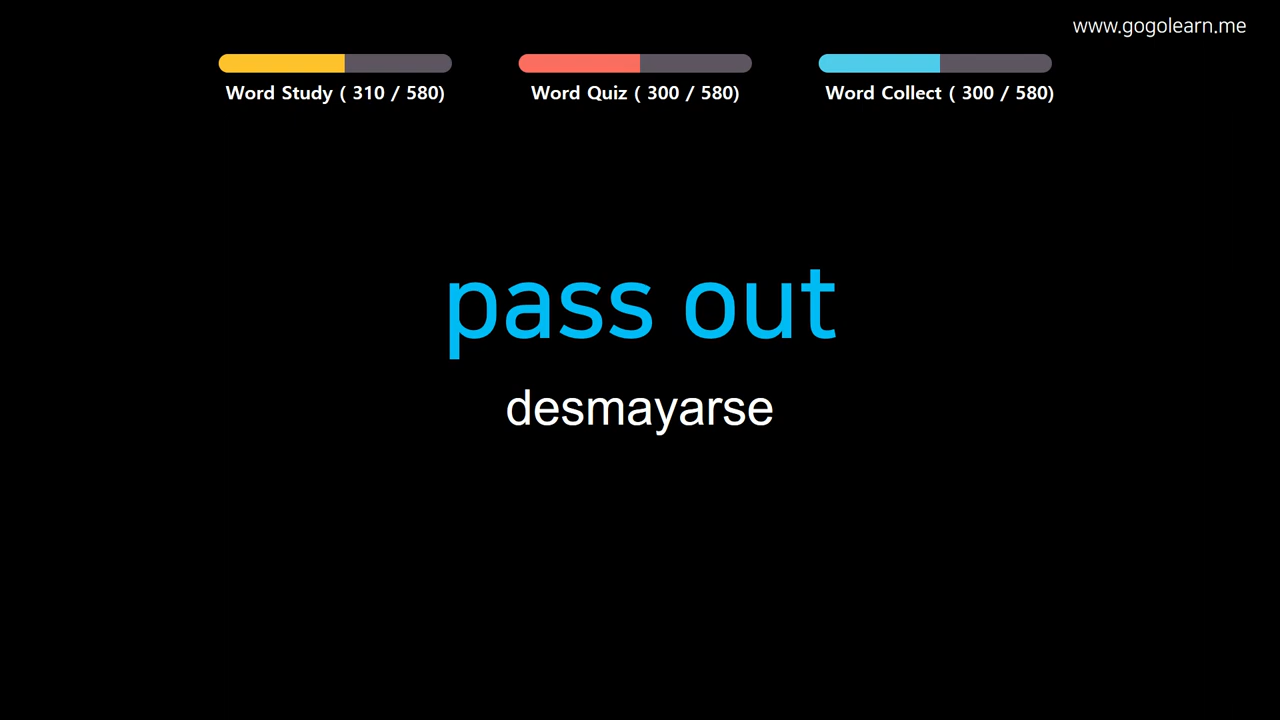 www.gogolearn.me
Word Study ( 310 / 580)
Word Quiz ( 300 / 580)
Word Collect ( 300 / 580)
pass out
desmayarse